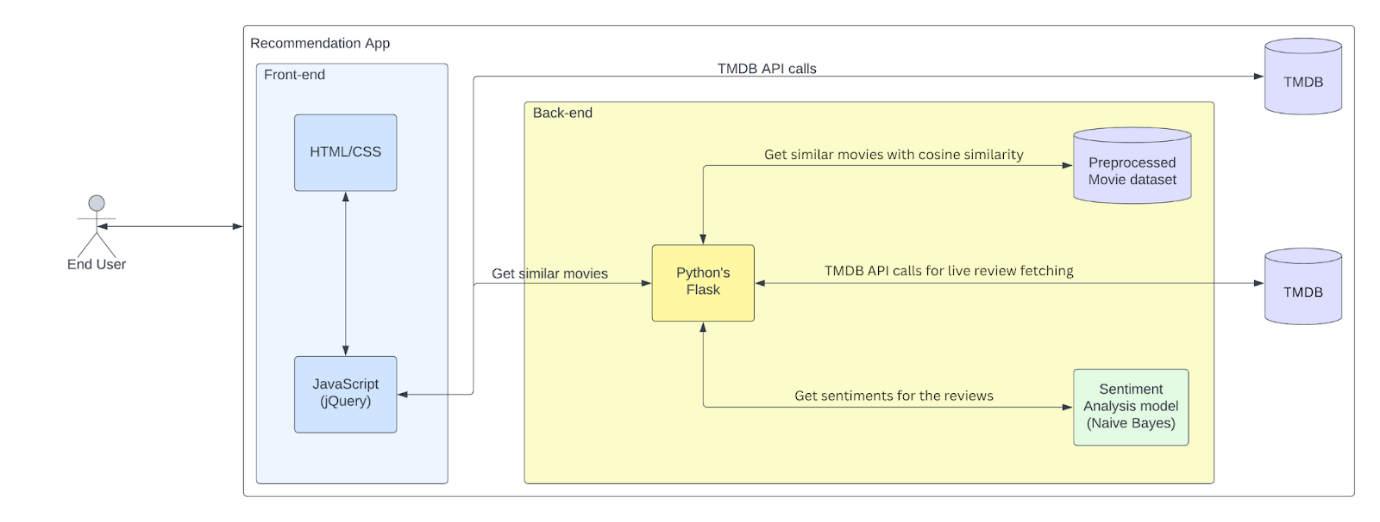 Recommendation App
Front-end
TMDB API calls
TMDB
HTML/CSS
Back-end
Get similar movies with cosine similarity
Preprocessed
Movie dataset
End User
Get similar movies
Python's
Flask
TMDB API calls for live review fetching
TMDB
JavaScript
(jQuery)
Get sentiments for the reviews
Sentiment
Analysis model
(Naive Bayes)